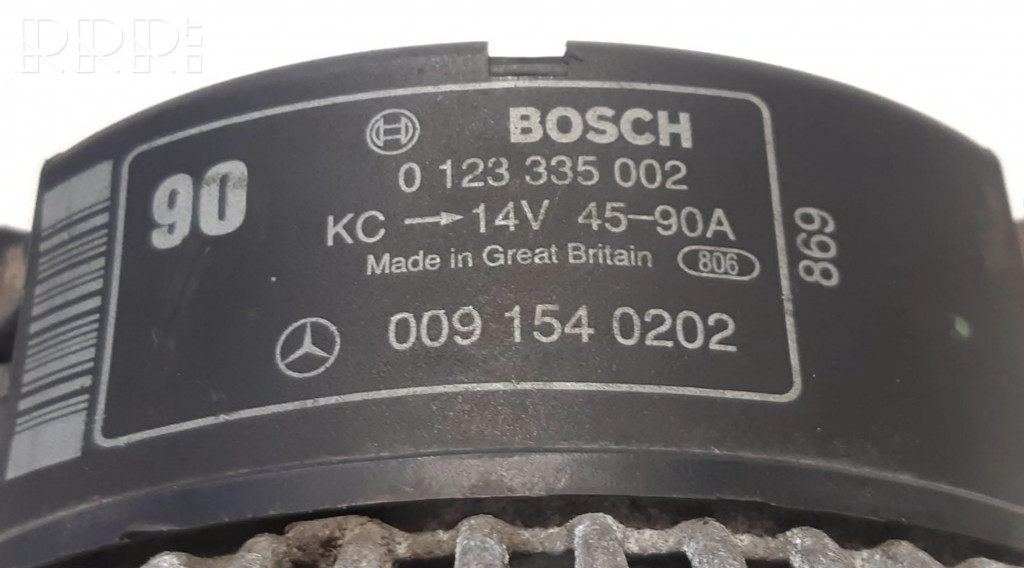 RRR
90
BOSCH
0 123 335 002
KC → 14V 45-90A
Made in Great Britain 806
009 154 0202
869